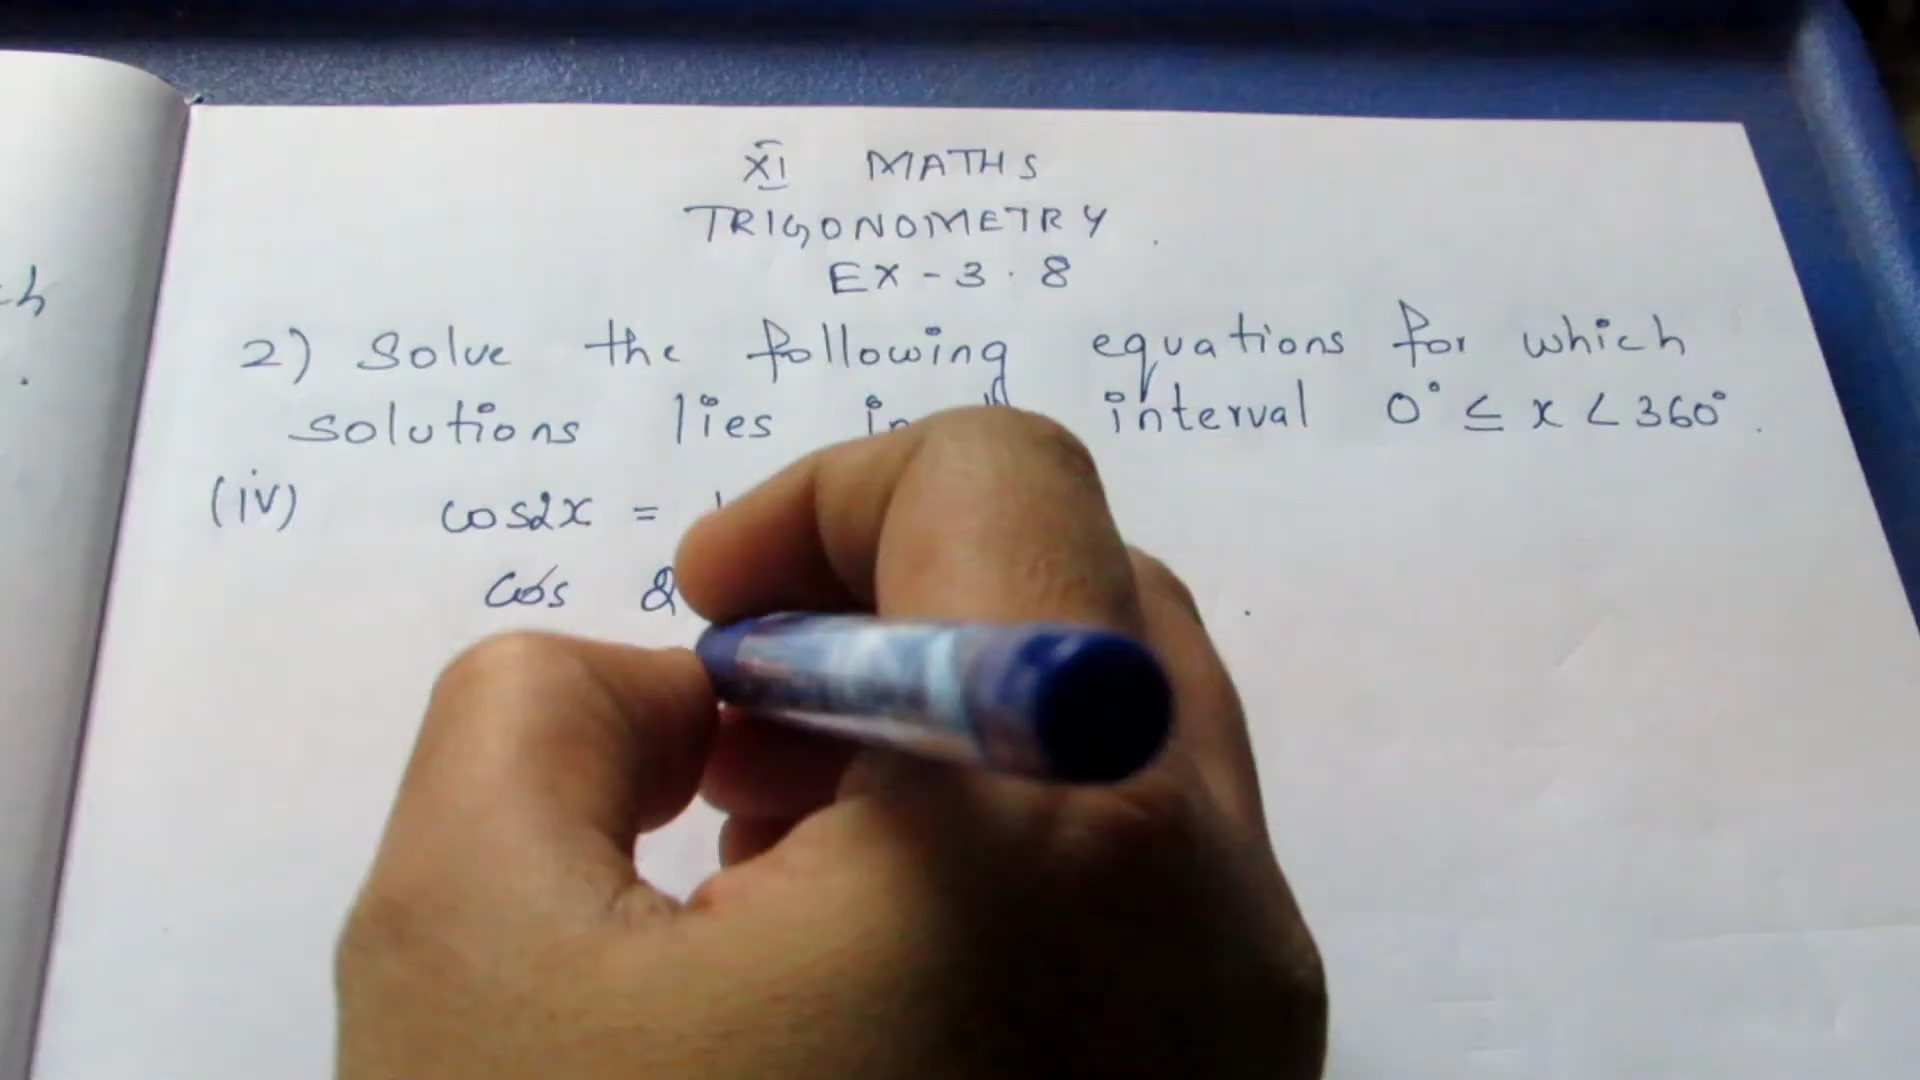 h
XI MATHS
TRIGONOMETRY
EX - 3.8
2) Solve the following equations for which
solutions lies in interval 0° ≤ x < 360°.
(iv) cos2x =
cos 2